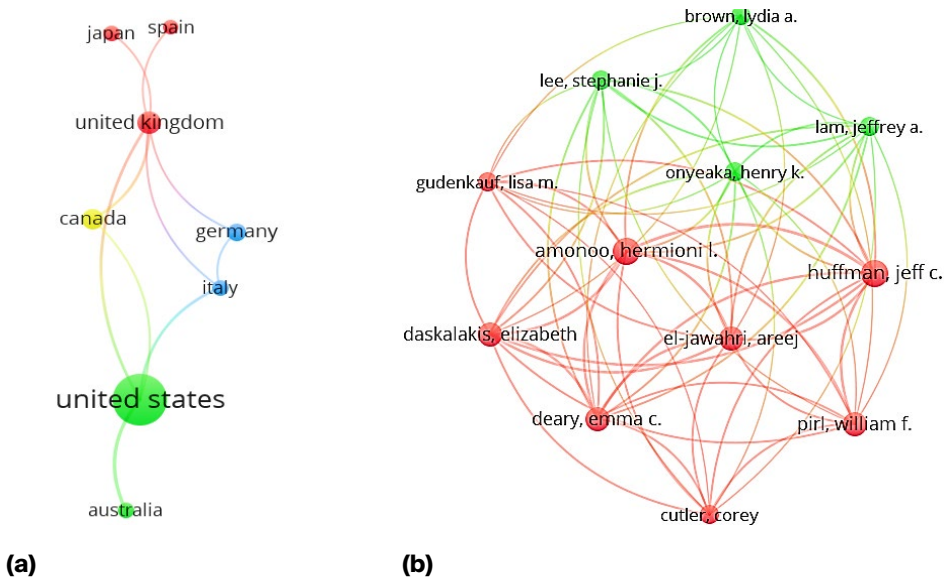 japan
spain
united kingdom
canada
germany
italy
united states
australia
(a)
brown, lydia a.
lee, stephanie j.
lam, jeffrey a.
gudenkauf, lisa m.
onyeaka, henry k.
amonoo, hermioni l.
huffman, jeff c.
daskalakis, elizabeth
el-jawahri, areej
deary, emma c.
pirl, william f.
cutler, corey
(b)